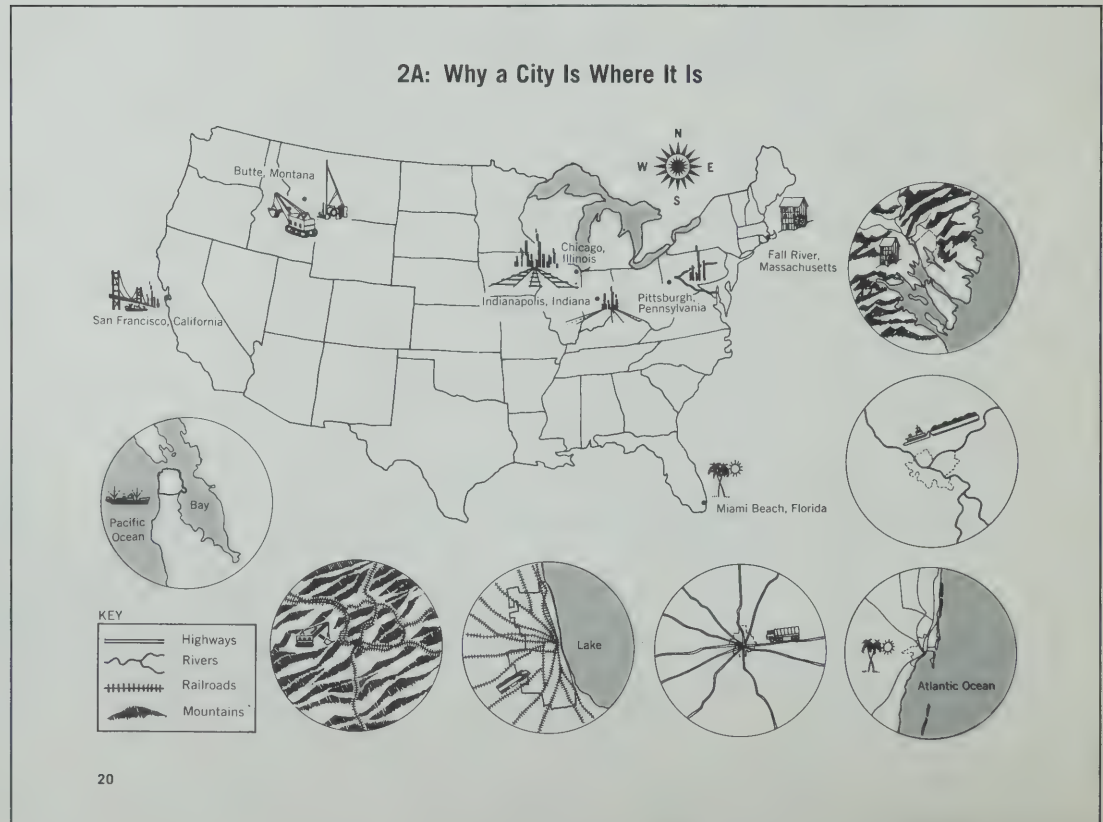 2A: Why a City Is Where It Is
N
W E
S
Butte, Montana
Chicago,
Illinois
Fall River,
Massachusetts
Indianapolis, Indiana
Pittsburgh,
Pennsylvania
San Francisco, California
Miami Beach, Florida
Pacific
Ocean
Bay
Lake
Atlantic Ocean
KEY
Highways
Rivers
Railroads
Mountains
20